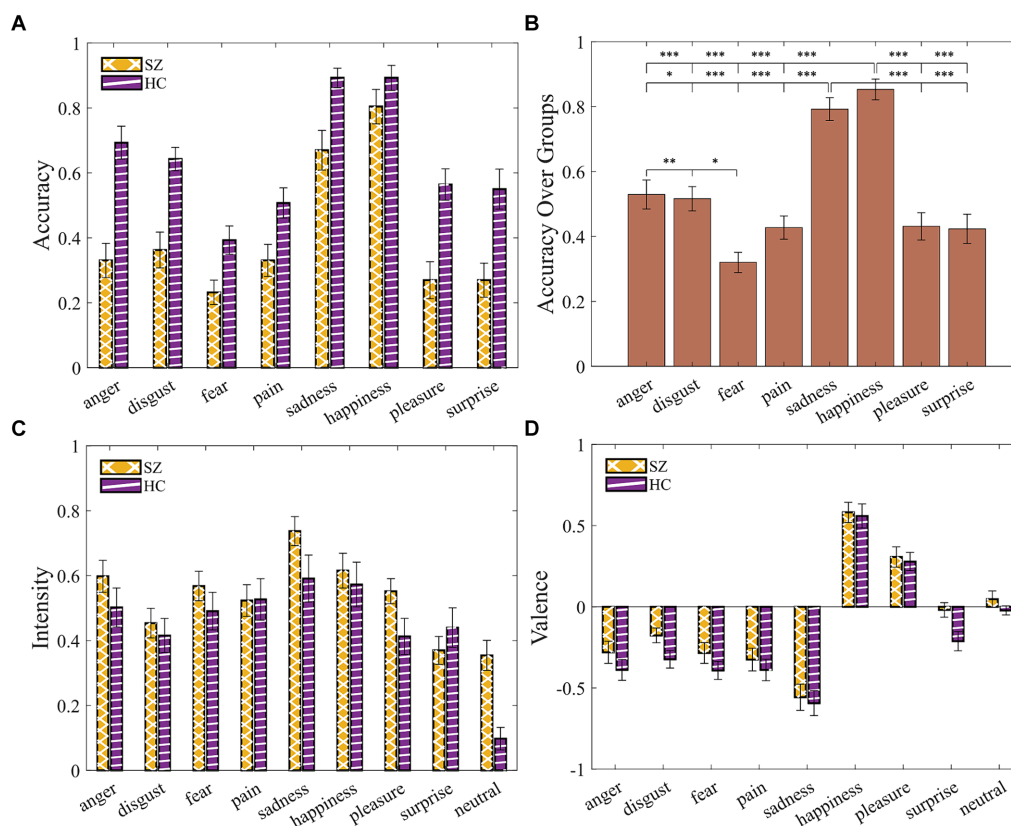 A
SZ
HC
Accuracy
0 0.2 0.4 0.6 0.8 1
anger disgust fear pain sadness happiness pleasure surprise
B
*** *** *** *** *** ***
* *** *** *** *** ***
** *
Accuracy Over Groups
0 0.2 0.4 0.6 0.8 1
anger disgust fear pain sadness happiness pleasure surprise
C
SZ
HC
Intensity
0 0.2 0.4 0.6 0.8 1
anger disgust fear pain sadness happiness pleasure surprise neutral
D
SZ
HC
Valence
-1 -0.5 0 0.5 1
anger disgust fear pain sadness happiness pleasure surprise neutral